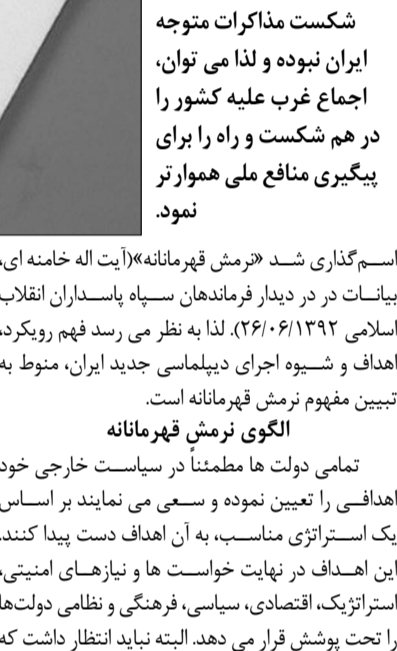 شکست مذاکرات متوجه
ایران نبوده و لذا می توان،
اجماع غرب علیه کشور را
در هم شکست و راه را برای
پیگیری منافع ملی هموارتر
نمود.
اسم‌گذاری شد «نرمش قهرمانانه»(آیت اله خامنه ای،
بیانات در در دیدار فرماندهان سپاه پاسداران انقلاب
اسلامی ۲۶/۰۶/۱۳۹۲). لذا به نظر می رسد فهم رویکرد،
اهداف و شیوه اجرای دیپلماسی جدید ایران، منوط به
تبیین مفهوم نرمش قهرمانانه است.
الگوی نرمش قهرمانانه
تمامی دولت ها مطمئناً در سیاست خارجی خود
اهدافی را تعیین نموده و سعی می نمایند بر اساس
یک استراتژی مناسب، به آن اهداف دست پیدا کنند.
این اهداف در نهایت خواست ها و نیازهای امنیتی،
استراتژیک، اقتصادی، سیاسی، فرهنگی و نظامی دولت‌ها
را تحت پوشش قرار می دهد. البته نباید انتظار داشت که